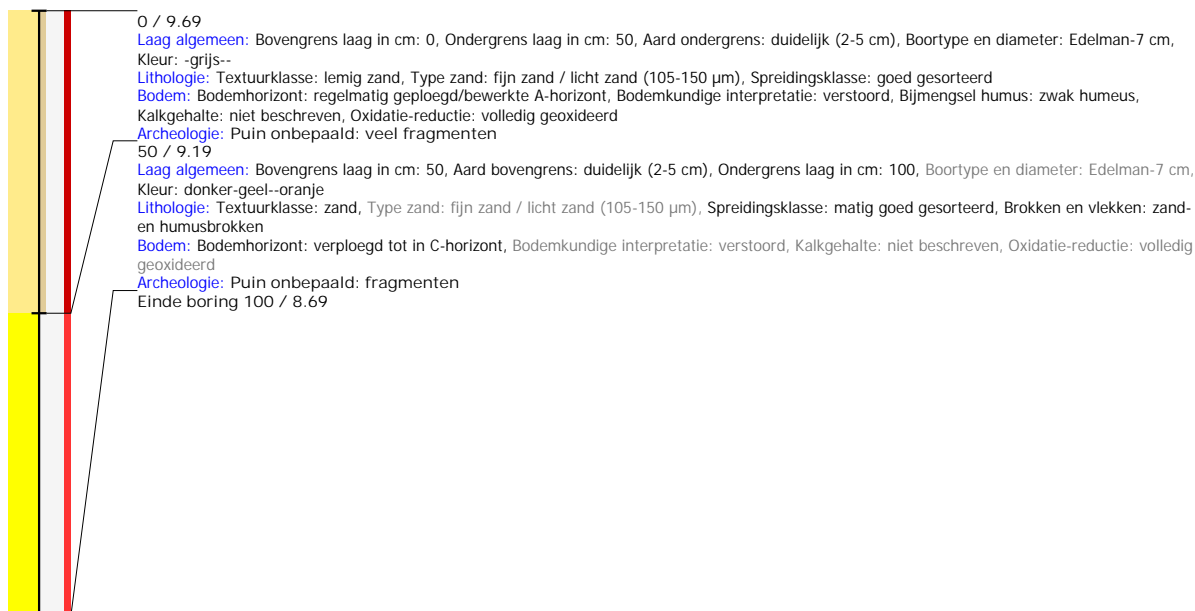 0 / 9.69
Laag algemeen: Bovengrens laag in cm: 0, Ondergrens laag in cm: 50, Aard ondergrens: duidelijk (2-5 cm), Boortype en diameter: Edelman-7 cm,
Kleur: -grijs--
Lithologie: Textuurklasse: lemig zand, Type zand: fijn zand / licht zand (105-150 µm), Spreidingsklasse: goed gesorteerd
Bodem: Bodemhorizont: regelmatig geploegd/bewerkte A-horizont, Bodemkundige interpretatie: verstoord, Bijmengsel humus: zwak humeus,
Kalkgehalte: niet beschreven, Oxidatie-reductie: volledig geoxideerd
Archeologie: Puin onbepaald: veel fragmenten
50 / 9.19
Laag algemeen: Bovengrens laag in cm: 50, Aard bovengrens: duidelijk (2-5 cm), Ondergrens laag in cm: 100, Boortype en diameter: Edelman-7 cm,
Kleur: donker-geel--oranje
Lithologie: Textuurklasse: zand, Type zand: fijn zand / licht zand (105-150 µm), Spreidingsklasse: matig goed gesorteerd, Brokken en vlekken: zand-
en humusbrokken
Bodem: Bodemhorizont: verploegd tot in C-horizont, Bodemkundige interpretatie: verstoord, Kalkgehalte: niet beschreven, Oxidatie-reductie: volledig
geoxideerd
Archeologie: Puin onbepaald: fragmenten
Einde boring 100 / 8.69